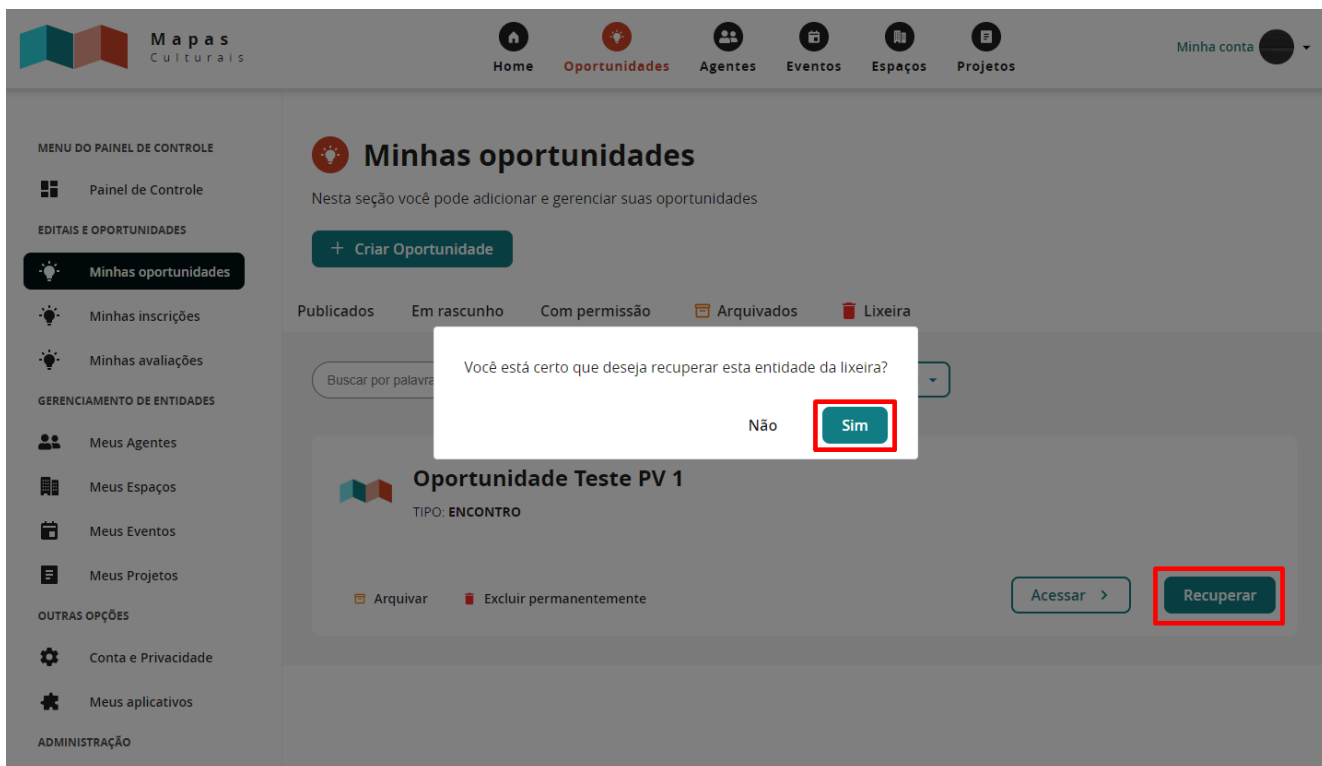 Mapas
Culturais
Home
Oportunidades
Agentes
Eventos
Espaços
Projetos
Minha conta
MENU DO PAINEL DE CONTROLE
Painel de Controle
EDITAIS E OPORTUNIDADES
Minhas oportunidades
Minhas inscrições
Minhas avaliações
GERENCIAMENTO DE ENTIDADES
Meus Agentes
Meus Espaços
Meus Eventos
Meus Projetos
OUTRAS OPÇÕES
Conta e Privacidade
Meus aplicativos
ADMINISTRAÇÃO
Minhas oportunidades
Nesta seção você pode adicionar e gerenciar suas oportunidades
+ Criar Oportunidade
Publicados
Em rascunho
Com permissão
Arquivados
Lixeira
Buscar por palavra
Você está certo que deseja recuperar esta entidade da lixeira?
Não
Sim
Oportunidade Teste PV 1
TIPO: ENCONTRO
Arquivar
Excluir permanentemente
Acessar >
Recuperar